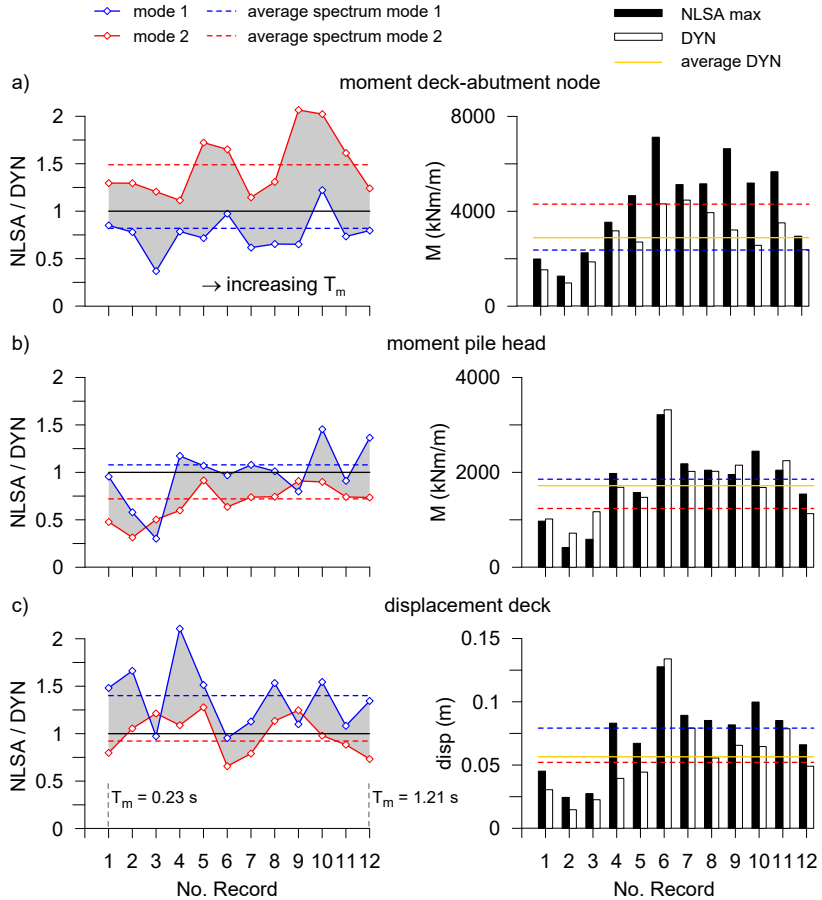 mode 1 average spectrum mode 1
mode 2 average spectrum mode 2
NLSA max
DYN
average DYN
a) moment deck-abutment node
NLSA / DYN
2
1.5
1
0.5
0
→ increasing Tm
M (kNm/m)
8000
4000
0
b) moment pile head
NLSA / DYN
2
1.5
1
0.5
0
M (kNm/m)
4000
2000
0
c) displacement deck
NLSA / DYN
2
1.5
1
0.5
0
Tm = 0.23 s
Tm = 1.21 s
1 2 3 4 5 6 7 8 9 10 11 12
No. Record
disp (m)
0.15
0.1
0.05
0
1 2 3 4 5 6 7 8 9 10 11 12
No. Record